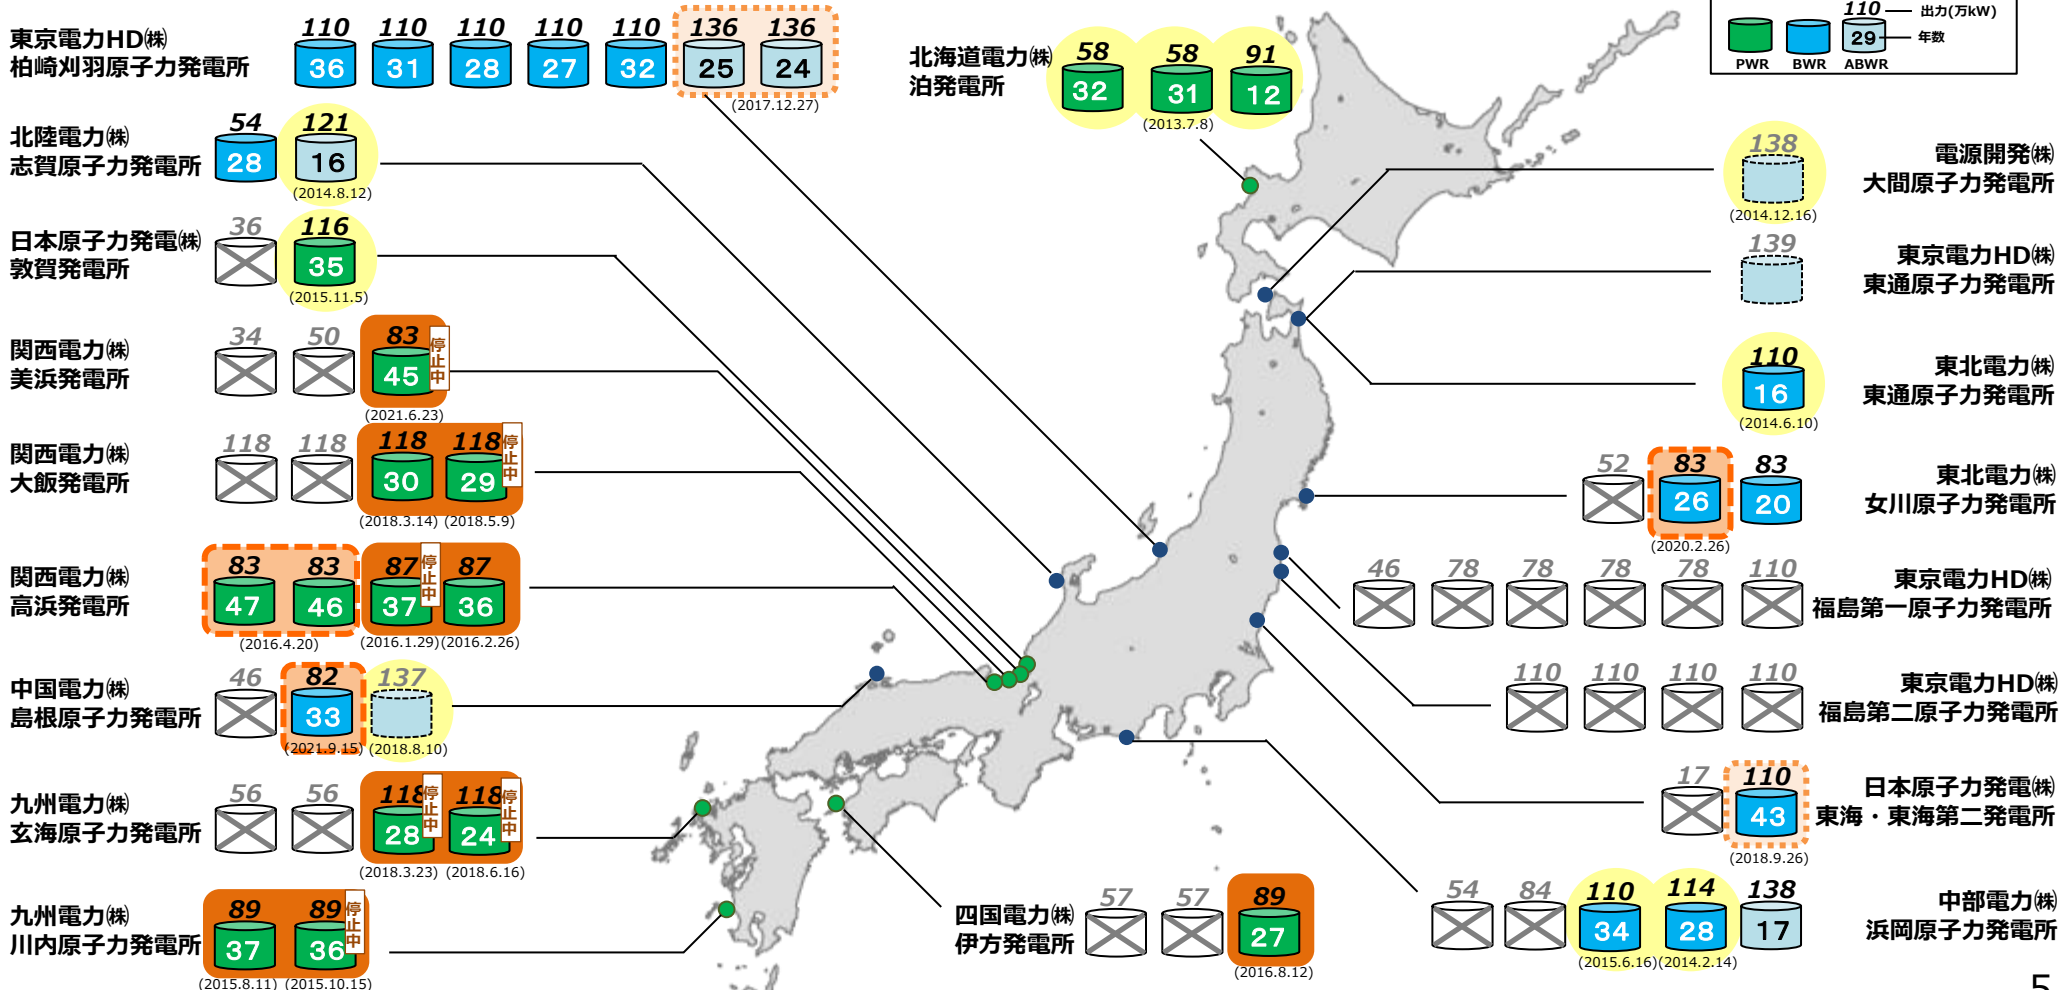 東京電力HD㈱
柏崎刈羽原子力発電所
110 110 110 110 110 136 136
36 31 28 27 32 25 24
(2017.12.27)
北陸電力㈱
志賀原子力発電所
54 121
28 16
(2014.8.12)
日本原子力発電㈱
敦賀発電所
36 116
35
(2015.11.5)
関西電力㈱
美浜発電所
34 50 83
45
停止中
(2021.6.23)
関西電力㈱
大飯発電所
118 118 118 118
30 29
停止中
(2018.3.14) (2018.5.9)
関西電力㈱
高浜発電所
83 83 87 87
47 46 37 36
停止中
(2016.4.20)
(2016.1.29) (2016.2.26)
中国電力㈱
島根原子力発電所
46 82 137
33
(2021.9.15) (2018.8.10)
九州電力㈱
玄海原子力発電所
56 56 118 118
28 24
停止中
停止中
(2018.3.23) (2018.6.16)
九州電力㈱
川内原子力発電所
89 89
37 36
停止中
(2015.8.11) (2015.10.15)
北海道電力㈱
泊発電所
58 58 91
32 31 12
(2013.7.8)
110 出力(万kW)
29 年数
PWR BWR ABWR
138
電源開発㈱
大間原子力発電所
(2014.12.16)
139
東京電力HD㈱
東通原子力発電所
110
16
東北電力㈱
東通原子力発電所
(2014.6.10)
52 83 83
26 20
東北電力㈱
女川原子力発電所
(2020.2.26)
46 78 78 78 78 110
東京電力HD㈱
福島第一原子力発電所
110 110 110 110
東京電力HD㈱
福島第二原子力発電所
17 110
43
日本原子力発電㈱
東海・東海第二発電所
(2018.9.26)
54 84 110 114 138
34 28 17
中部電力㈱
浜岡原子力発電所
(2015.6.16) (2014.2.14)
四国電力㈱
伊方発電所
57 57 89
27
(2016.8.12)
5